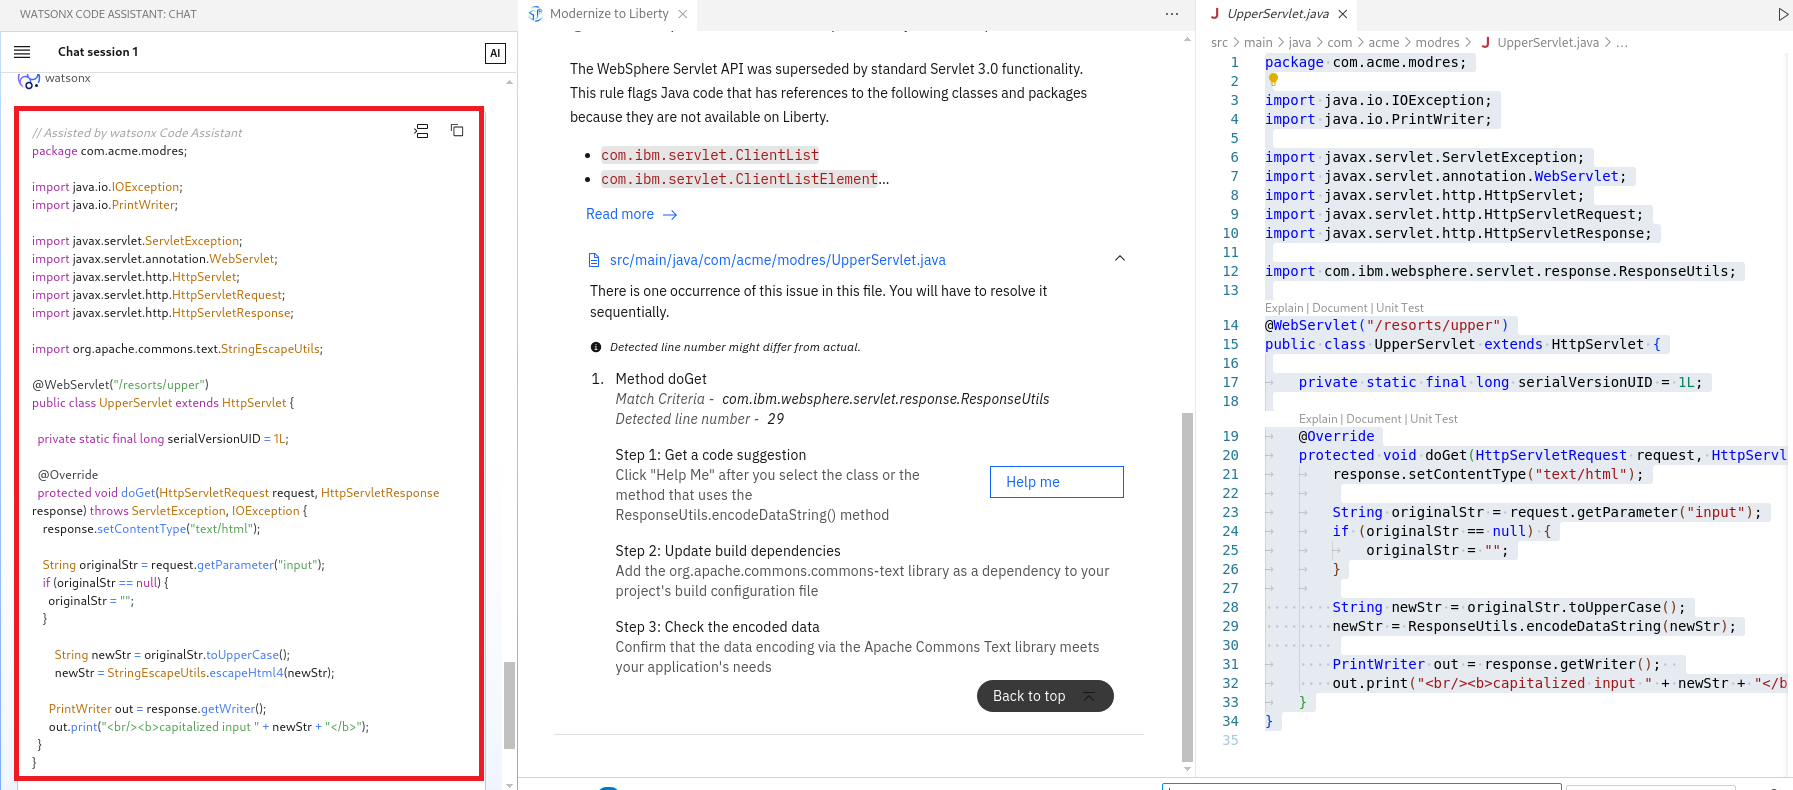 WATSONX CODE ASSISTANT: CHAT
Chat session 1
AI
watsonx
// Assisted by watsonx Code Assistant
package com.acme.modres;
import java.io.IOException;
import java.io.PrintWriter;
import javax.servlet.ServletException;
import javax.servlet.annotation.WebServlet;
import javax.servlet.http.HttpServlet;
import javax.servlet.http.HttpServletRequest;
import javax.servlet.http.HttpServletResponse;
import org.apache.commons.text.StringEscapeUtils;
@WebServlet("/resorts/upper")
public class UpperServlet extends HttpServlet {
private static final long serialVersionUID = 1L;
@Override
protected void doGet(HttpServletRequest request, HttpServletResponse
response) throws ServletException, IOException {
response.setContentType("text/html");
String originalStr = request.getParameter("input");
if (originalStr == null) {
originalStr = "";
}
String newStr = originalStr.toUpperCase();
newStr = StringEscapeUtils.escapeHtml4(newStr);
PrintWriter out = response.getWriter();
out.print("<br/><b>capitalized input " + newStr + "</b>");
}
}
Modernize to Liberty
The WebSphere Servlet API was superseded by standard Servlet 3.0 functionality.
This rule flags Java code that has references to the following classes and packages
because they are not available on Liberty.
• com.ibm.servlet.ClientList
• com.ibm.servlet.ClientListElement...
Read more →
src/main/java/com/acme/modres/UpperServlet.java
There is one occurrence of this issue in this file. You will have to resolve it
sequentially.
Detected line number might differ from actual.
1. Method doGet
Match Criteria - com.ibm.websphere.servlet.response.ResponseUtils
Detected line number - 29
Step 1: Get a code suggestion
Click "Help Me" after you select the class or the
method that uses the
ResponseUtils.encodeDataString() method
Help me
Step 2: Update build dependencies
Add the org.apache.commons.commons-text library as a dependency to your
project's build configuration file
Step 3: Check the encoded data
Confirm that the data encoding via the Apache Commons Text library meets
your application's needs
Back to top
J UpperServlet.java
src > main > java > com > acme > modres > J UpperServlet.java > ...
1 package com.acme.modres;
2
3 import java.io.IOException;
4 import java.io.PrintWriter;
5
6 import javax.servlet.ServletException;
7 import javax.servlet.annotation.WebServlet;
8 import javax.servlet.http.HttpServlet;
9 import javax.servlet.http.HttpServletRequest;
10 import javax.servlet.http.HttpServletResponse;
11
12 import com.ibm.websphere.servlet.response.ResponseUtils;
13
Explain | Document | Unit Test
14 @WebServlet("/resorts/upper")
15 public class UpperServlet extends HttpServlet {
16
17 private static final long serialVersionUID = 1L;
18
Explain | Document | Unit Test
19 @Override
20 protected void doGet(HttpServletRequest request, HttpServl
21 response.setContentType("text/html");
22
23 String originalStr = request.getParameter("input");
24 if (originalStr == null) {
25 originalStr = "";
26 }
27
28 String newStr = originalStr.toUpperCase();
29 newStr = ResponseUtils.encodeDataString(newStr);
30
31 PrintWriter out = response.getWriter();
32 out.print("<br/><b>capitalized input " + newStr + "</b
33 }
34 }
35